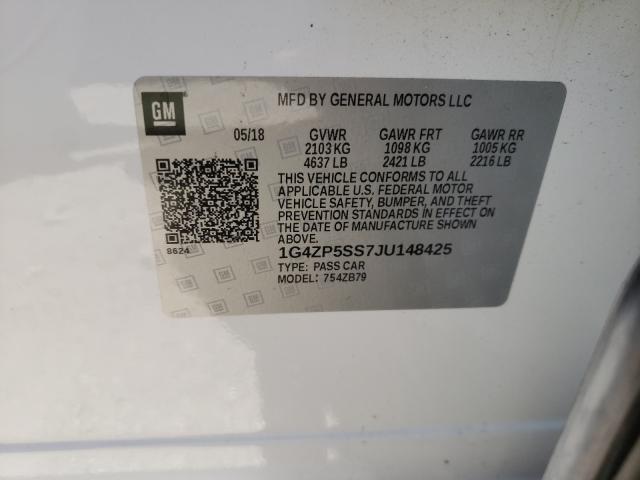 GM
MFD BY GENERAL MOTORS LLC
05/18 GVWR GAWR FRT GAWR RR
2103 KG 1098 KG 1005 KG
4637 LB 2421 LB 2216 LB
THIS VEHICLE CONFORMS TO ALL
APPLICABLE U.S. FEDERAL MOTOR
VEHICLE SAFETY, BUMPER, AND THEFT
PREVENTION STANDARDS IN EFFECT ON
THE DATE OF MANUFACTURE SHOWN
ABOVE.
8624
1G4ZP5SS7JU148425
TYPE: PASS CAR
MODEL: 754ZB79